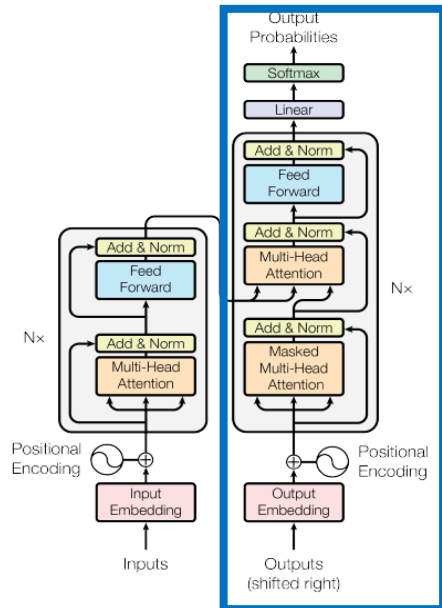 Output
Probabilities
Softmax
Linear
Add & Norm
Feed
Forward
Add & Norm
Multi-Head
Attention
Nx
Add & Norm
Masked
Multi-Head
Attention
Positional
Encoding
Output
Embedding
Outputs
(shifted right)
Add & Norm
Feed
Forward
Nx
Add & Norm
Multi-Head
Attention
Positional
Encoding
Input
Embedding
Inputs